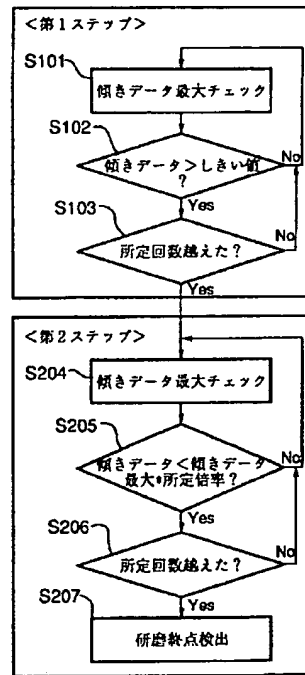 <第1ステップ>
S101
傾きデータ最大チェック
S102
傾きデータ>しきい値
?
No
Yes
S103
所定回数越えた?
No
Yes
<第2ステップ>
S204
傾きデータ最大チェック
S205
傾きデータ<傾きデータ
最大*所定倍率?
No
Yes
S206
所定回数越えた?
No
Yes
S207
研磨終点検出